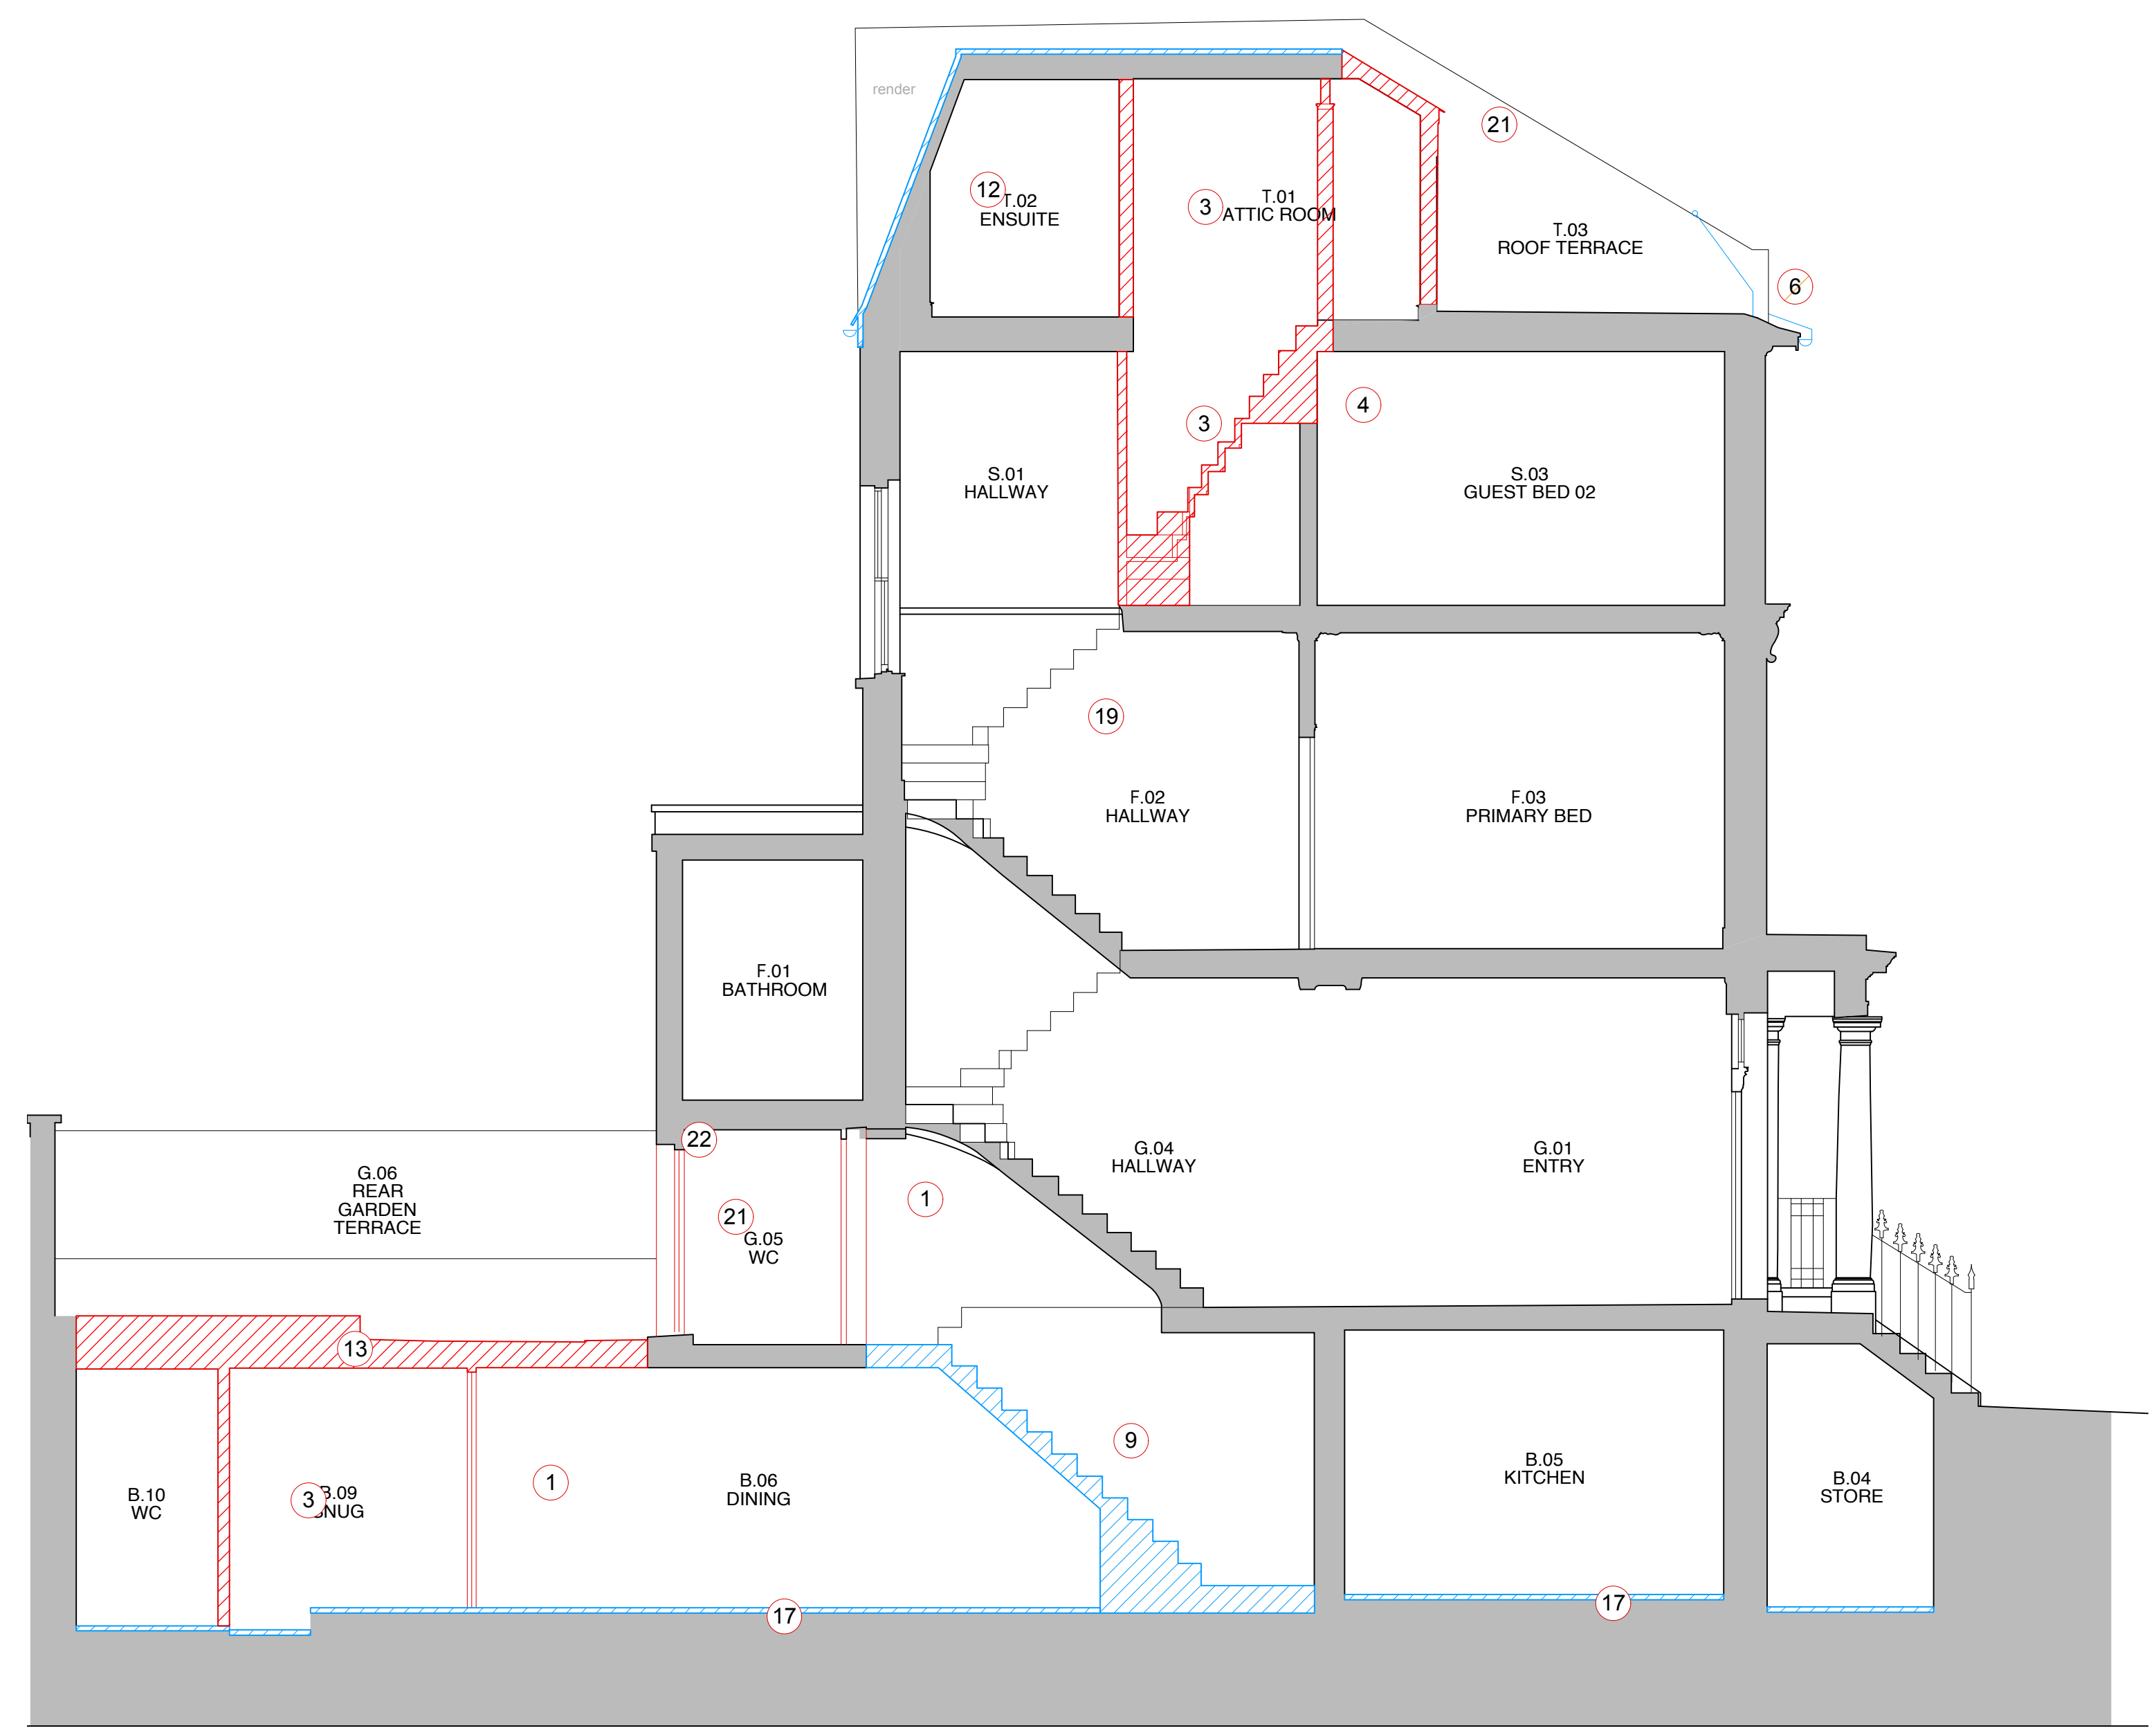 render
21
12
T.02
ENSUITE
3
T.01
ATTIC ROOM
T.03
ROOF TERRACE
6
4
3
S.01
HALLWAY
S.03
GUEST BED 02
19
F.02
HALLWAY
F.03
PRIMARY BED
F.01
BATHROOM
22
G.06
REAR
GARDEN
TERRACE
21
G.05
WC
1
G.04
HALLWAY
G.01
ENTRY
13
9
B.10
WC
3
B.09
SNUG
1
B.06
DINING
B.05
KITCHEN
B.04
STORE
17
17